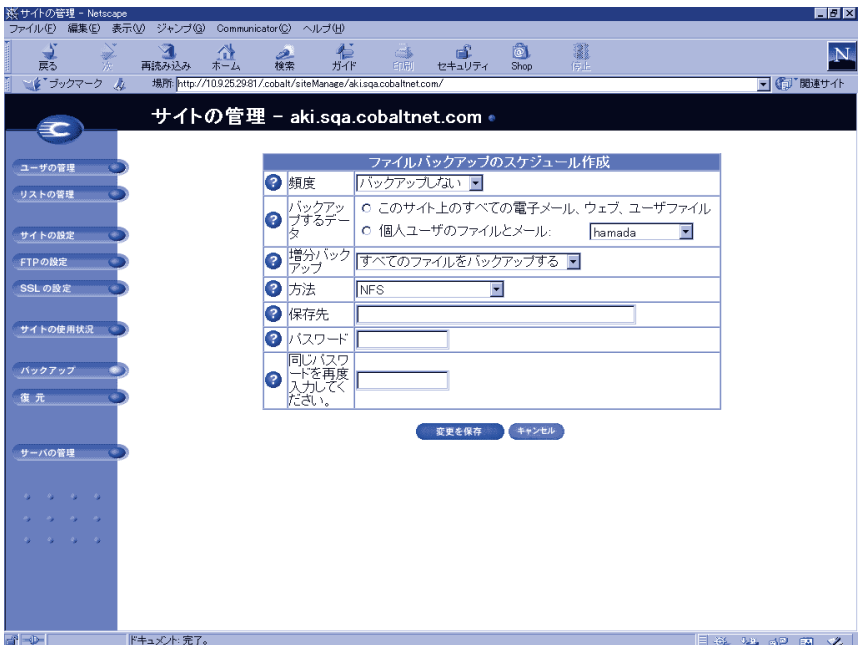 サイトの管理 - Netscape
ファイル(F) 編集(E) 表示(V) ジャンプ(G) Communicator(C) ヘルプ(H)
戻る 次 再読み込み ホーム 検索 ガイド 印刷 セキュリティ Shop 停止
N
ブックマーク 場所: http://10.9.25.29:81/.cobalt/siteManage/aki.sqa.cobaltnet.com/ 関連サイト
サイトの管理 - aki.sqa.cobaltnet.com
ユーザの管理
リストの管理
サイトの設定
FTPの設定
SSLの設定
サイトの使用状況
バックアップ
復元
サーバの管理
ファイルバックアップのスケジュール作成
頻度 バックアップしない
バックアッ
プするデー
タ
このサイト上のすべての電子メール、ウェブ、ユーザファイル
個人ユーザのファイルとメール: hamada
増分バック
アップ
すべてのファイルをバックアップする
方法 NFS
保存先
パスワード
同じパスワ
ードを再度
入力してく
ださい。
変更を保存 キャンセル
ドキュメント: 完了。